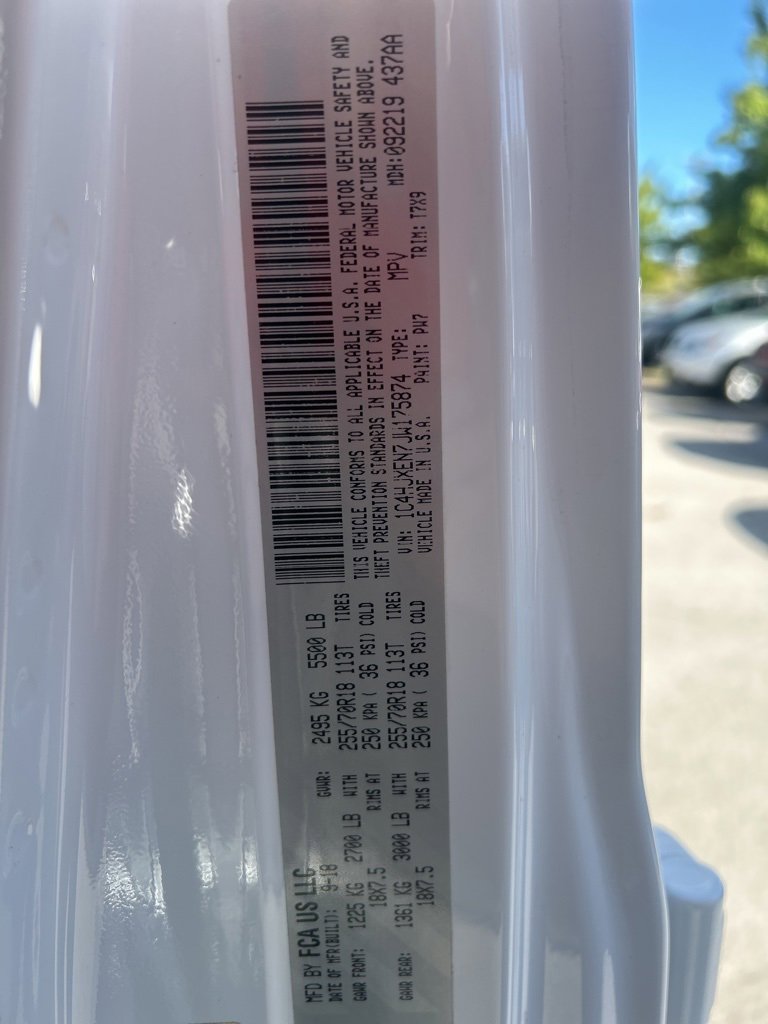 MFD BY FCA US LLC
DATE OF MFR(BUILT): 9-18 GVWR: 2495 KG 5500 LB
GAWR FRONT: 1225 KG 2700 LB WITH 255/70R18 113T TIRES
18X7.5 RIMS AT 250 KPA ( 36 PSI) COLD
GAWR REAR: 1361 KG 3000 LB WITH 255/70R18 113T TIRES
18X7.5 RIMS AT 250 KPA ( 36 PSI) COLD
THIS VEHICLE CONFORMS TO ALL APPLICABLE U.S.A. FEDERAL MOTOR VEHICLE SAFETY AND
THEFT PREVENTION STANDARDS IN EFFECT ON THE DATE OF MANUFACTURE SHOWN ABOVE.
VIN: 1C4HJXEN7JW175874 TYPE: MPV MDH:092219 437AA
VEHICLE MADE IN U.S.A. PAINT: PW7 TRIM: T7X9